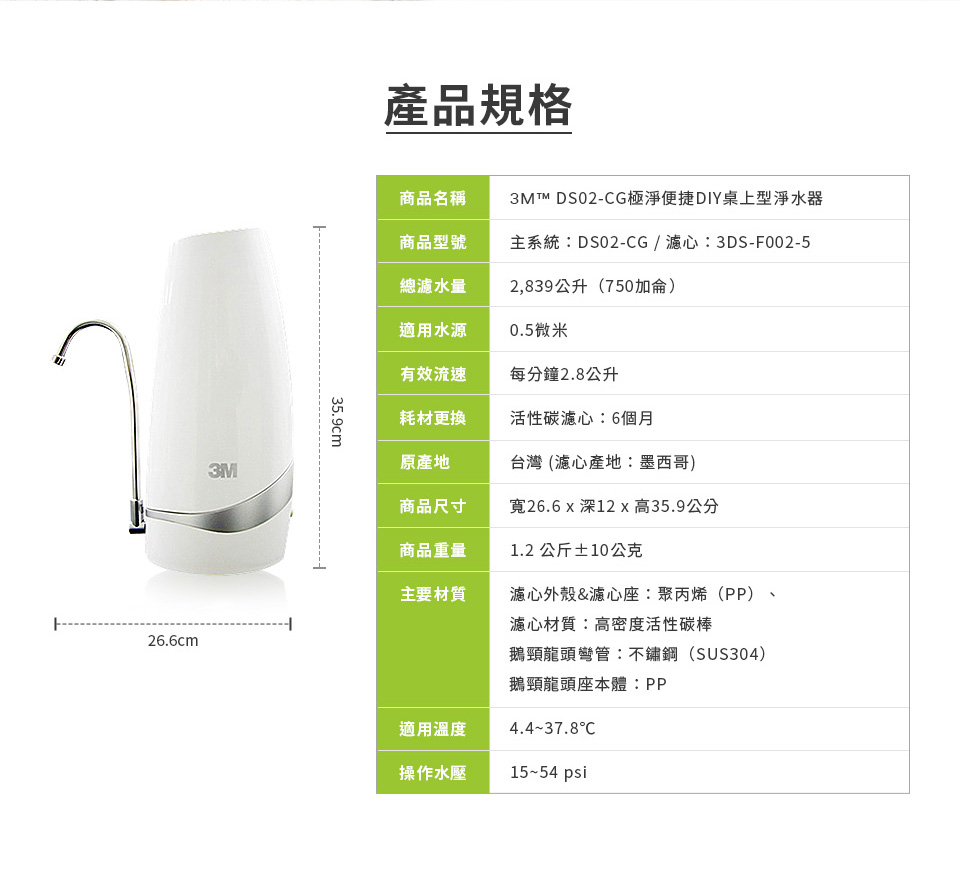 產品規格
商品名稱 3M™ DS02-CG極淨便捷DIY桌上型淨水器
商品型號 主系統：DS02-CG / 濾心：3DS-F002-5
總濾水量 2,839公升（750加侖）
適用水源 0.5微米
有效流速 每分鐘2.8公升
耗材更換 活性碳濾心：6個月
原產地 台灣 (濾心產地：墨西哥)
商品尺寸 寬26.6 x 深12 x 高35.9公分
商品重量 1.2 公斤±10公克
主要材質 濾心外殼&濾心座：聚丙烯（PP）、
濾心材質：高密度活性碳棒
鵝頸龍頭彎管：不鏽鋼（SUS304）
鵝頸龍頭座本體：PP
適用溫度 4.4~37.8℃
操作水壓 15~54 psi
3M
35.9cm
26.6cm